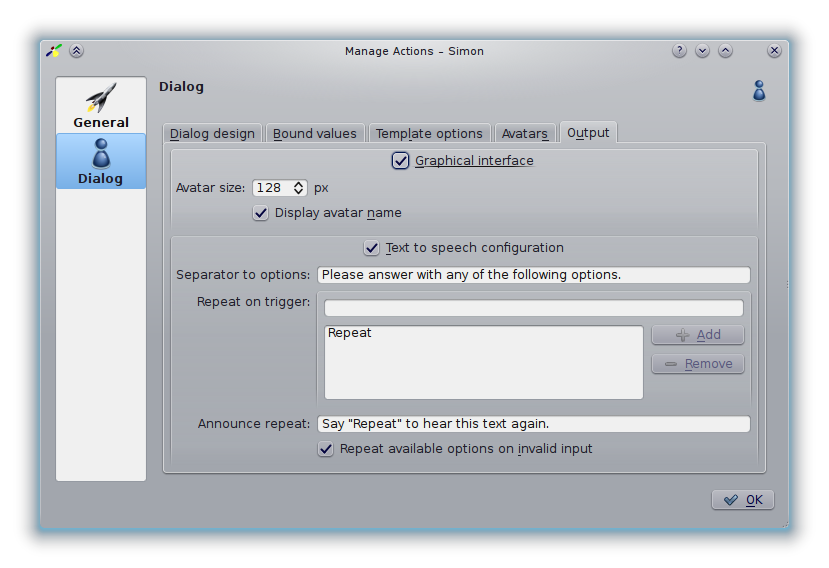 Manage Actions – Simon
General
Dialog
Dialog
Dialog design Bound values Template options Avatars Output
Graphical interface
Avatar size: 128 px
Display avatar name
Text to speech configuration
Separator to options: Please answer with any of the following options.
Repeat on trigger:
Repeat
Add
Remove
Announce repeat: Say "Repeat" to hear this text again.
Repeat available options on invalid input
OK